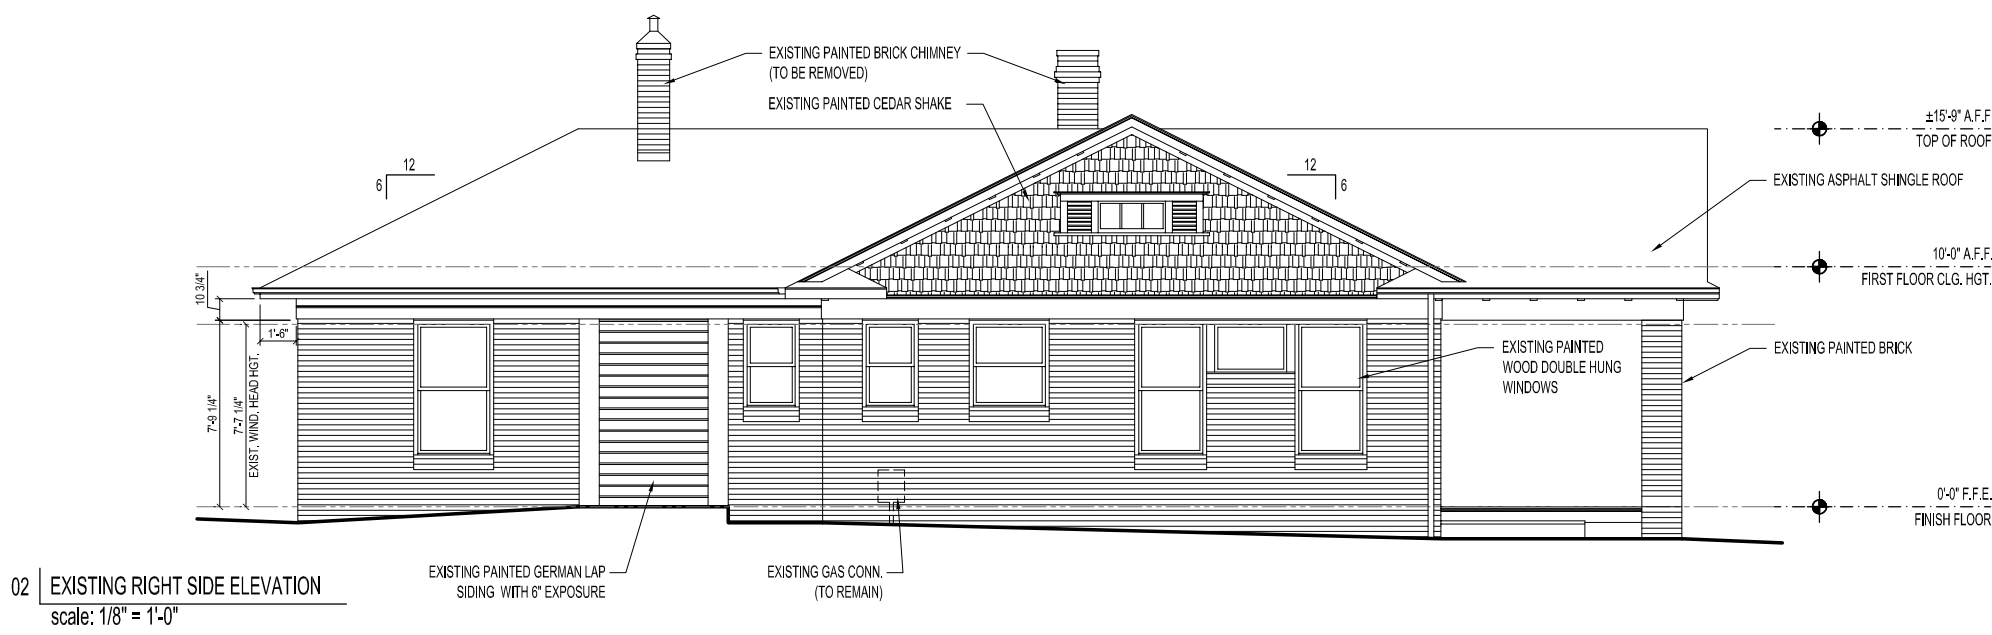 EXISTING PAINTED BRICK CHIMNEY
(TO BE REMOVED)
EXISTING PAINTED CEDAR SHAKE
±15'-9" A.F.F
TOP OF ROOF
12
6
12
6
EXISTING ASPHALT SHINGLE ROOF
10'-0" A.F.F.
FIRST FLOOR CLG. HGT.
10 3/4"
1'-6"
7'-9 1/4"
7'-7 1/4"
EXIST. WIND. HEAD HGT.
EXISTING PAINTED
WOOD DOUBLE HUNG
WINDOWS
EXISTING PAINTED BRICK
0'-0" F.F.E.
FINISH FLOOR
EXISTING PAINTED GERMAN LAP
SIDING WITH 6" EXPOSURE
EXISTING GAS CONN.
(TO REMAIN)
02 EXISTING RIGHT SIDE ELEVATION
scale: 1/8" = 1'-0"